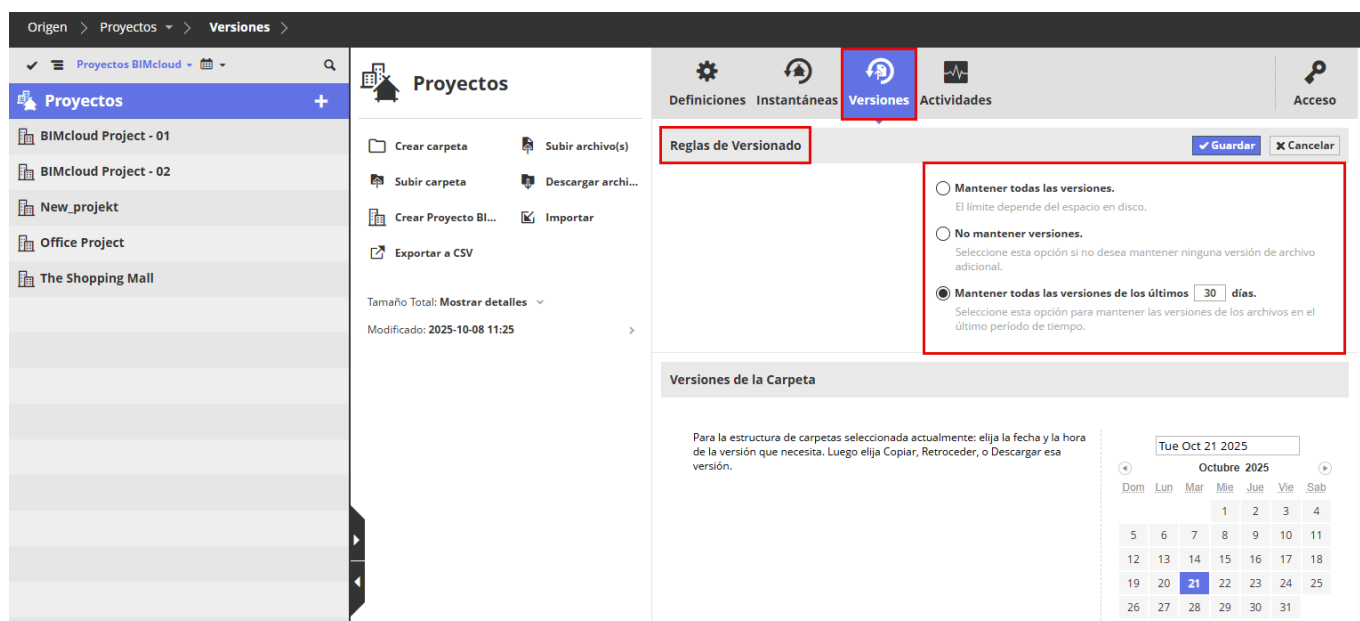 Origen > Proyectos > Versiones >
Proyectos BIMcloud
Proyectos +
BIMcloud Project - 01
BIMcloud Project - 02
New_projekt
Office Project
The Shopping Mall
Proyectos
Crear carpeta Subir archivo(s)
Subir carpeta Descargar archi...
Crear Proyecto BI... Importar
Exportar a CSV
Tamaño Total: Mostrar detalles
Modificado: 2025-10-08 11:25 >
Definiciones Instantáneas Versiones Actividades Acceso
Reglas de Versionado Guardar Cancelar
Mantener todas las versiones.
El límite depende del espacio en disco.
No mantener versiones.
Seleccione esta opción si no desea mantener ninguna versión de archivo
adicional.
Mantener todas las versiones de los últimos 30 días.
Seleccione esta opción para mantener las versiones de los archivos en el
último período de tiempo.
Versiones de la Carpeta
Para la estructura de carpetas seleccionada actualmente: elija la fecha y la hora
de la versión que necesita. Luego elija Copiar, Retroceder, o Descargar esa
versión.
Tue Oct 21 2025
Octubre 2025
Dom Lun Mar Mie Jue Vie Sab
1 2 3 4
5 6 7 8 9 10 11
12 13 14 15 16 17 18
19 20 21 22 23 24 25
26 27 28 29 30 31